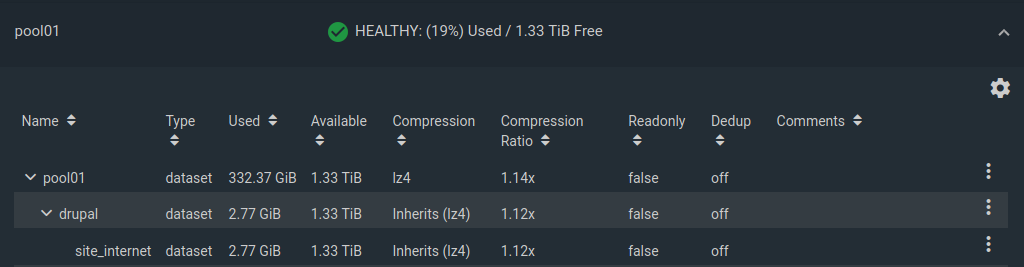 pool01 HEALTHY: (19%) Used / 1.33 TiB Free
Name Type Used Available Compression Compression Ratio Readonly Dedup Comments
pool01 dataset 332.37 GiB 1.33 TiB lz4 1.14x false off
drupal dataset 2.77 GiB 1.33 TiB Inherits (lz4) 1.12x false off
site_internet dataset 2.77 GiB 1.33 TiB Inherits (lz4) 1.12x false off